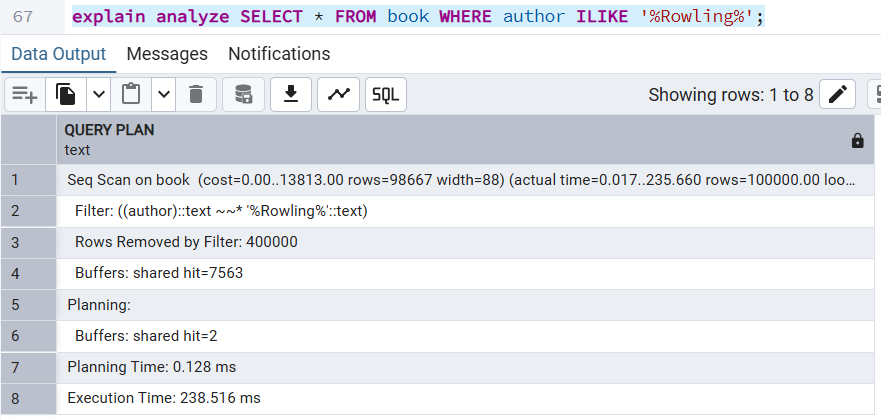 67 explain analyze SELECT * FROM book WHERE author ILIKE '%Rowling%';
Data Output Messages Notifications
SQL Showing rows: 1 to 8
QUERY PLAN
text
1 Seq Scan on book (cost=0.00..13813.00 rows=98667 width=88) (actual time=0.017..235.660 rows=100000.00 loo...
2 Filter: ((author)::text ~~* '%Rowling%'::text)
3 Rows Removed by Filter: 400000
4 Buffers: shared hit=7563
5 Planning:
6 Buffers: shared hit=2
7 Planning Time: 0.128 ms
8 Execution Time: 238.516 ms